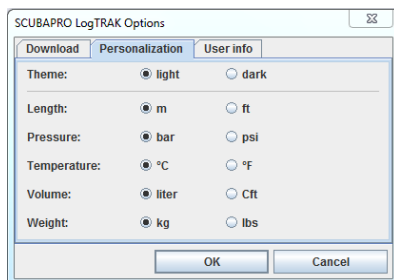 SCUBAPRO LogTRAK Options
Download Personalization User info
Theme: light dark
Length: m ft
Pressure: bar psi
Temperature: °C °F
Volume: liter Cft
Weight: kg lbs
OK Cancel